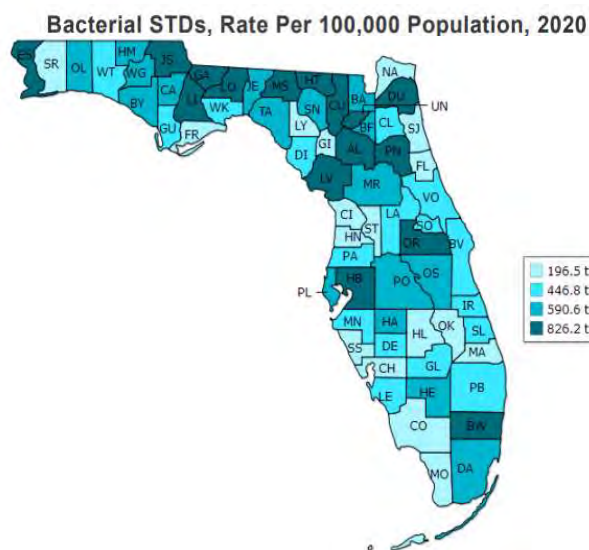 Bacterial STDs, Rate Per 100,000 Population, 2020
SR
OL
WT
HM
WG
BY
JS
CA
GU
LI
GA
LO
WK
FR
JE
MS
TA
HT
SN
LY
DI
CU
GI
LV
BA
UN
BF
AL
NA
DU
CL
SJ
PN
FL
MR
VO
CI
ST
LA
SO
HN
OR
BV
PA
HB
PL
PO
OS
IR
MN
HA
HL
OK
SL
SS
DE
MA
CH
GL
LE
HE
PB
CO
BW
MO
DA
196.5 t
446.8 t
590.6 t
826.2 t